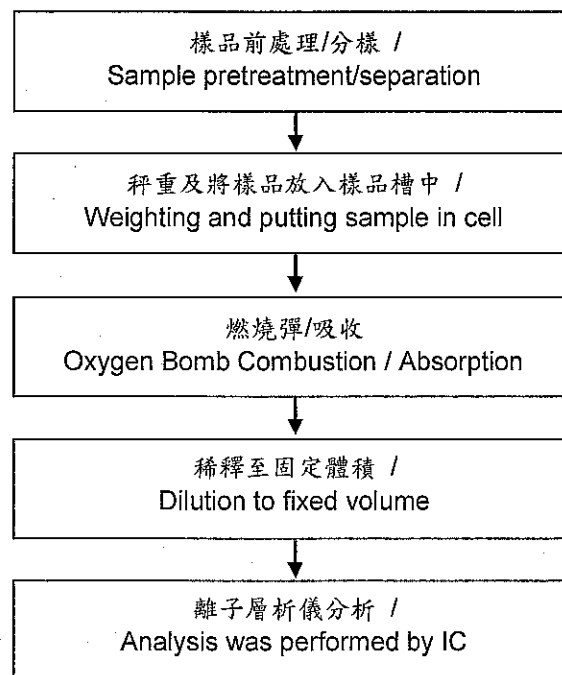 樣品前處理/分樣 /
Sample pretreatment/separation
秤重及將樣品放入樣品槽中 /
Weighting and putting sample in cell
燃燒彈/吸收
Oxygen Bomb Combustion / Absorption
稀釋至固定體積 /
Dilution to fixed volume
離子層析儀分析 /
Analysis was performed by IC